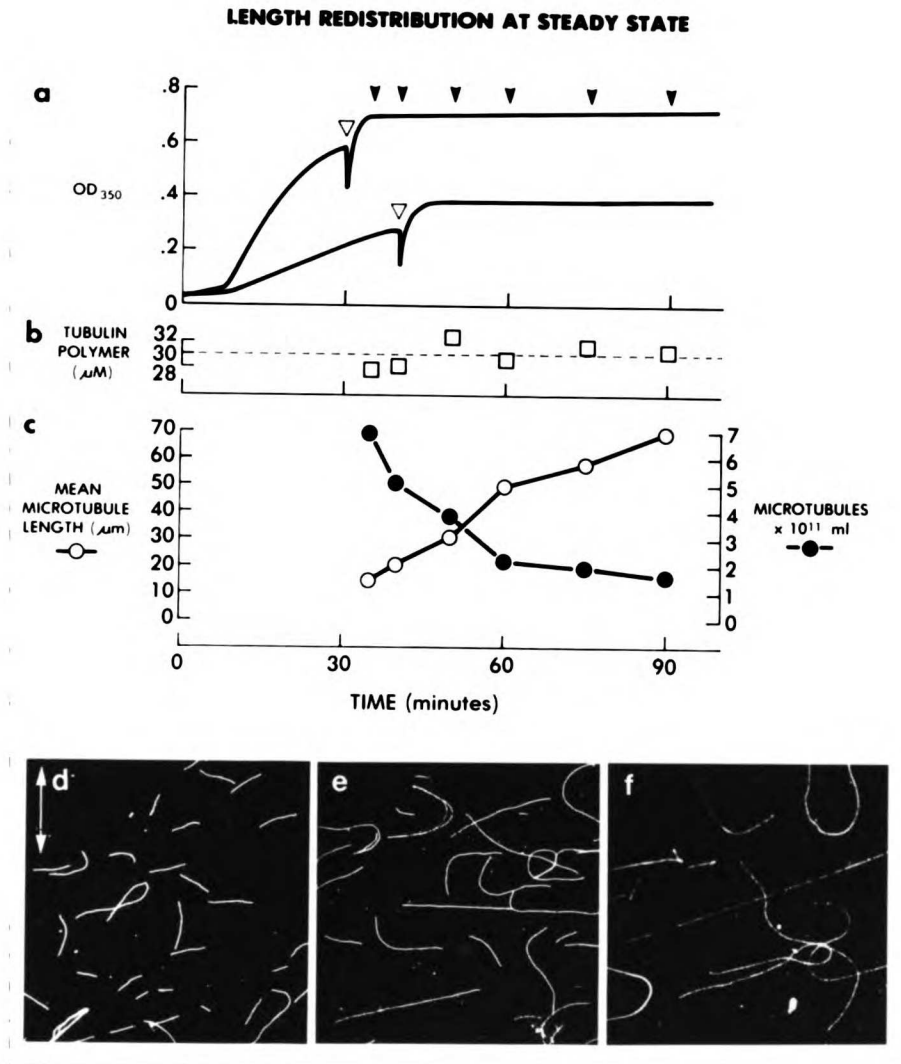 LENGTH REDISTRIBUTION AT STEADY STATE
a
.8
.6
OD 350
.4
.2
0
b
TUBULIN
POLYMER
(μM)
32
30
28
c
70
60
50
40
30
20
10
0
MEAN
MICROTUBULE
LENGTH (μm)
7
6
5
4
3
2
1
0
MICROTUBULES
x 10¹¹ ml
0 30 60 90
TIME (minutes)
d
e
f